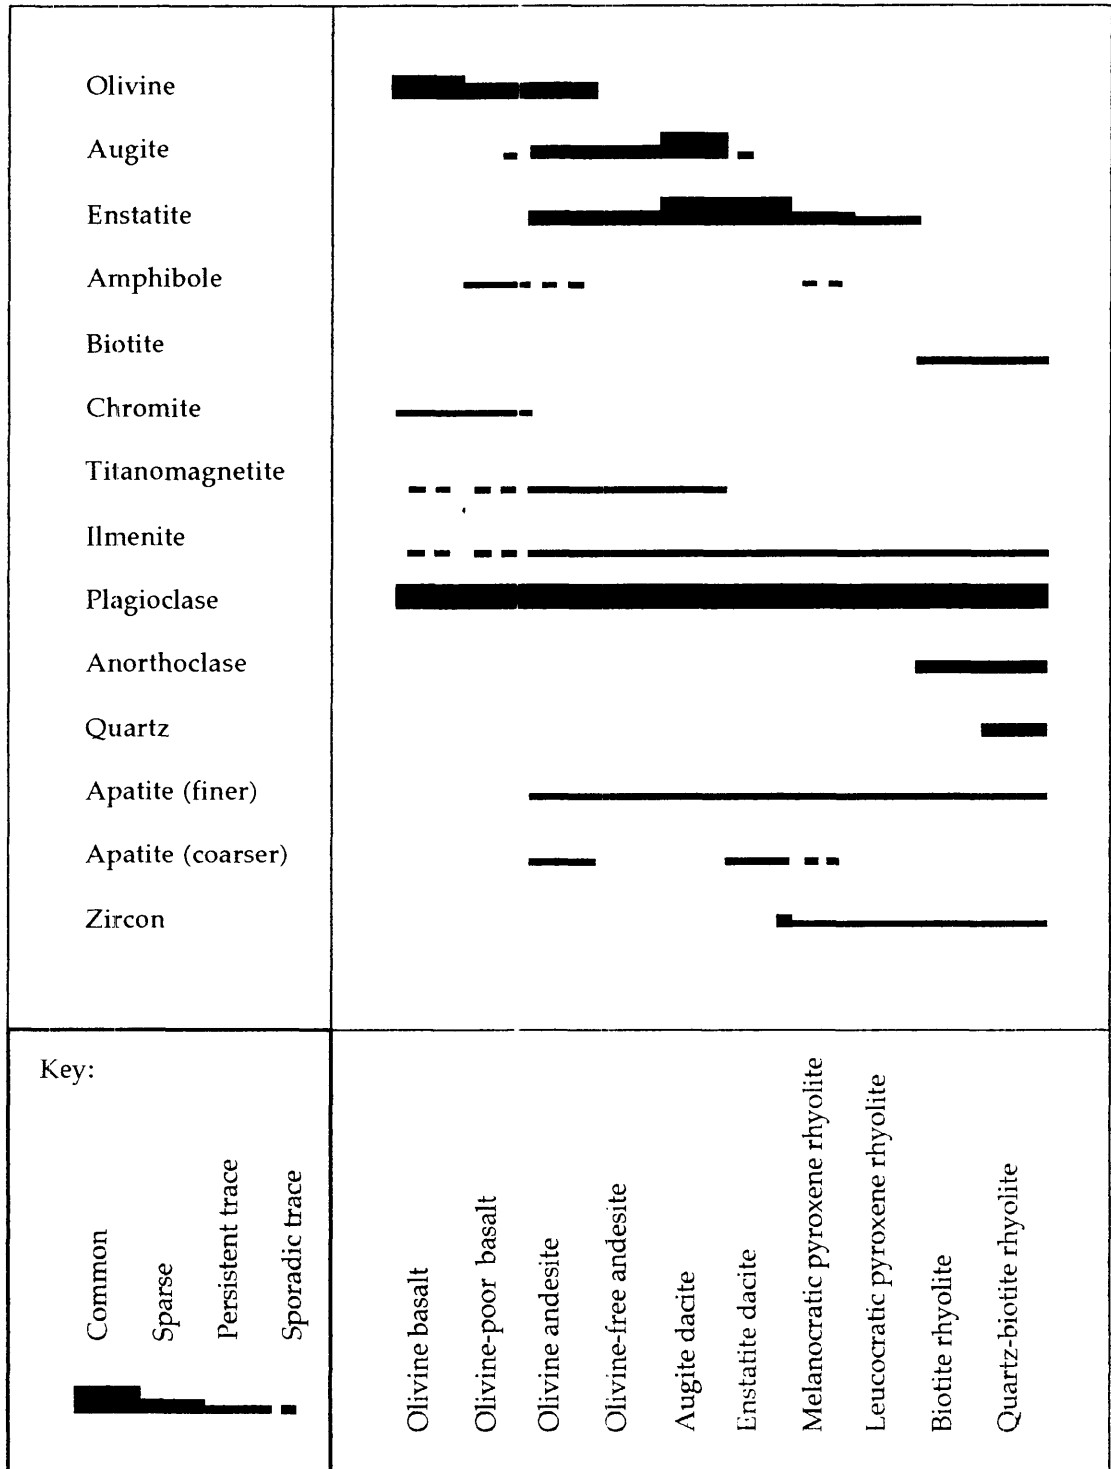 Olivine
Augite
Enstatite
Amphibole
Biotite
Chromite
Titanomagnetite
Ilmenite
Plagioclase
Anorthoclase
Quartz
Apatite (finer)
Apatite (coarser)
Zircon
Key:
Common
Sparse
Persistent trace
Sporadic trace
Olivine basalt
Olivine-poor basalt
Olivine andesite
Olivine-free andesite
Augite dacite
Enstatite dacite
Melanocratic pyroxene rhyolite
Leucocratic pyroxene rhyolite
Biotite rhyolite
Quartz-biotite rhyolite